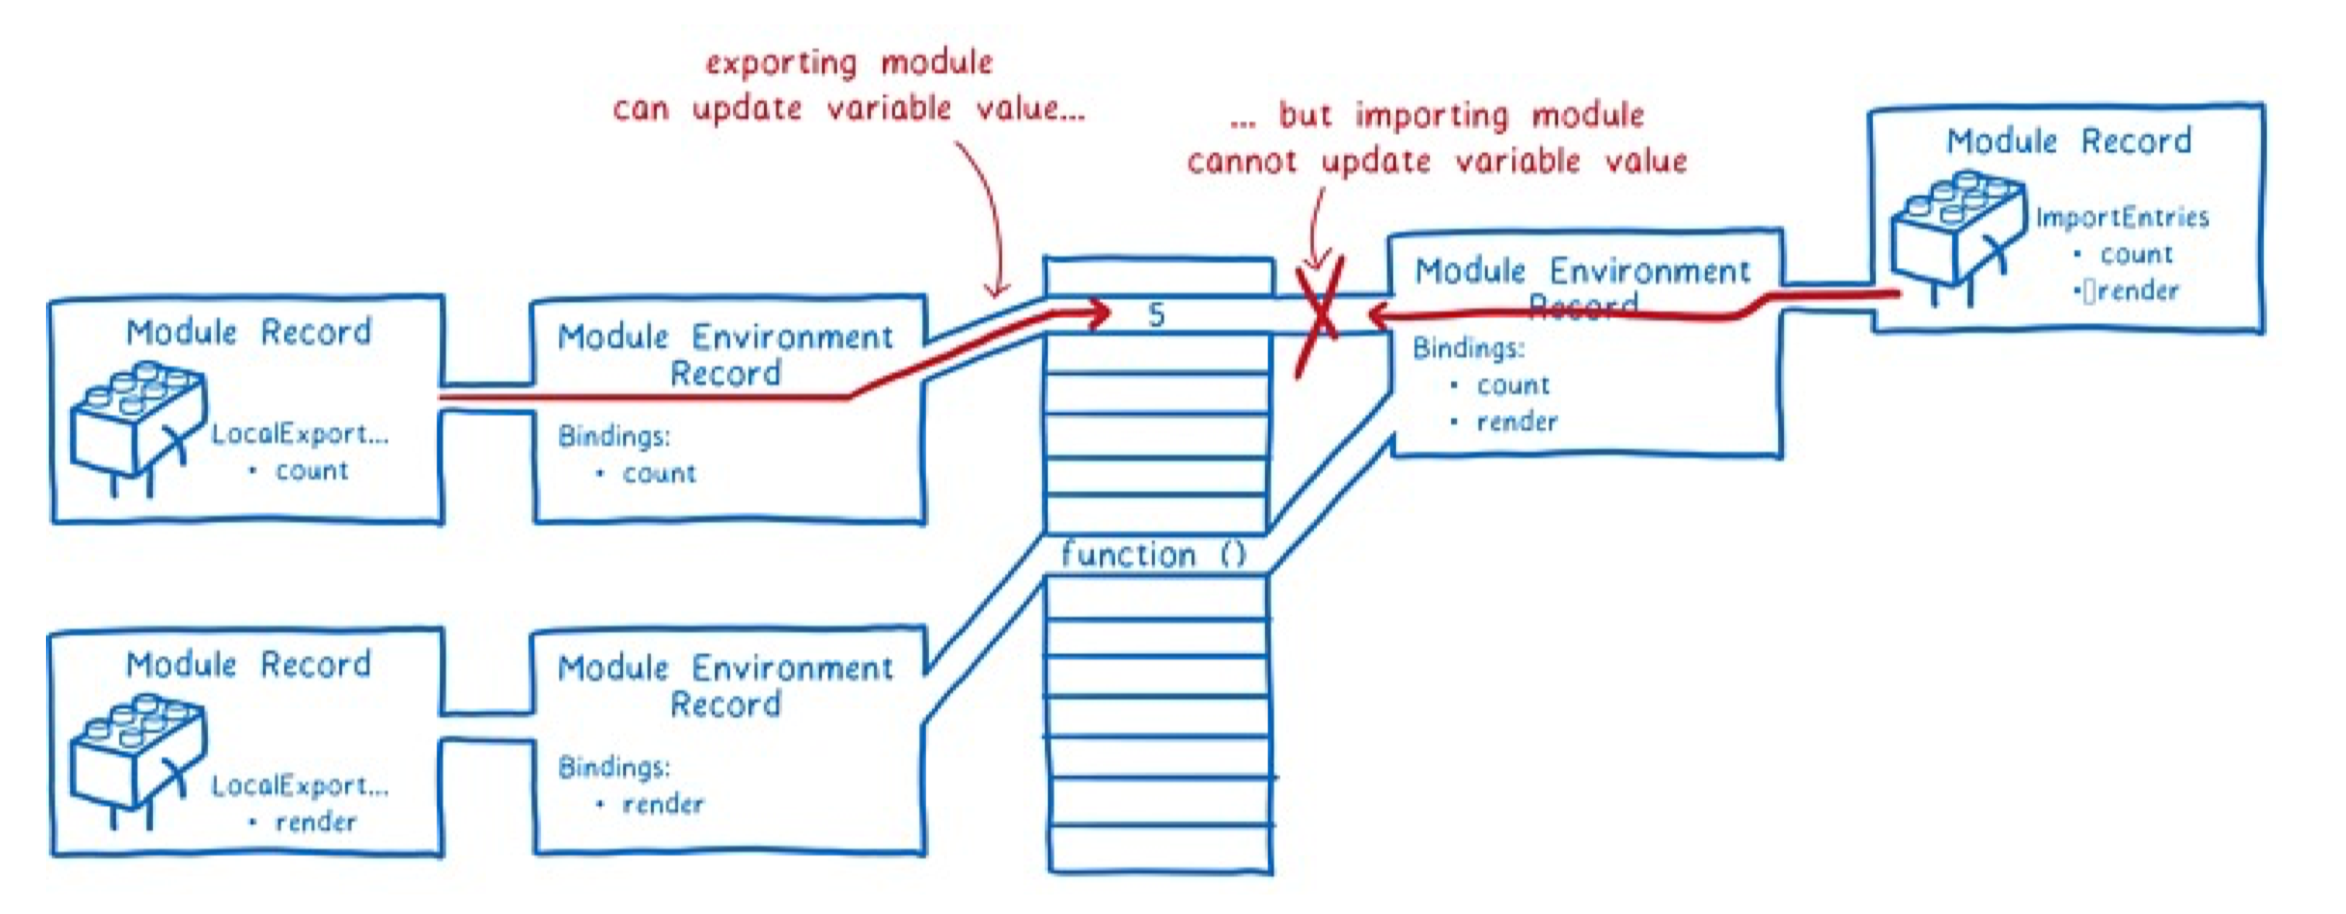 exporting module
can update variable value...
... but importing module
cannot update variable value
Module Record
ImportEntries
• count
•▯render
Module Environment
Record
Bindings:
• count
• render
Module Record
LocalExport...
• count
Module Environment
Record
Bindings:
• count
5
function ()
Module Record
LocalExport...
• render
Module Environment
Record
Bindings:
• render